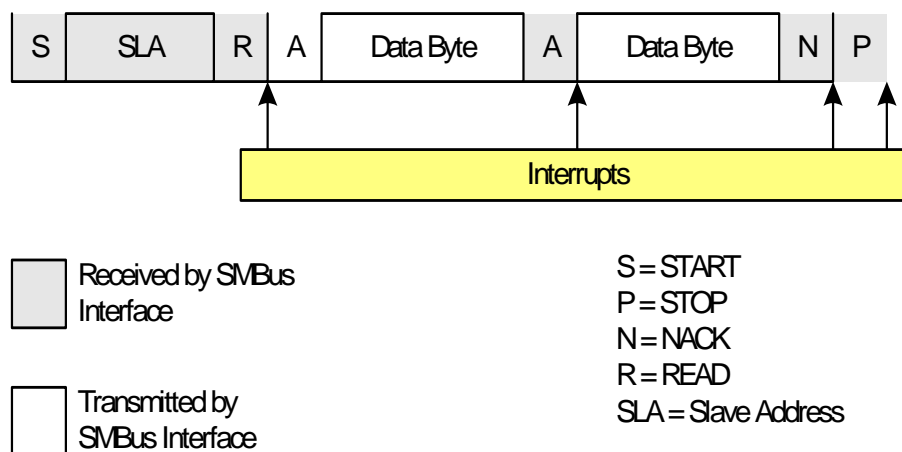 S SLA R A Data Byte A Data Byte N P
Interrupts
Received by SMBus
Interface
Transmitted by
SMBus Interface
S = START
P = STOP
N = NACK
R = READ
SLA = Slave Address